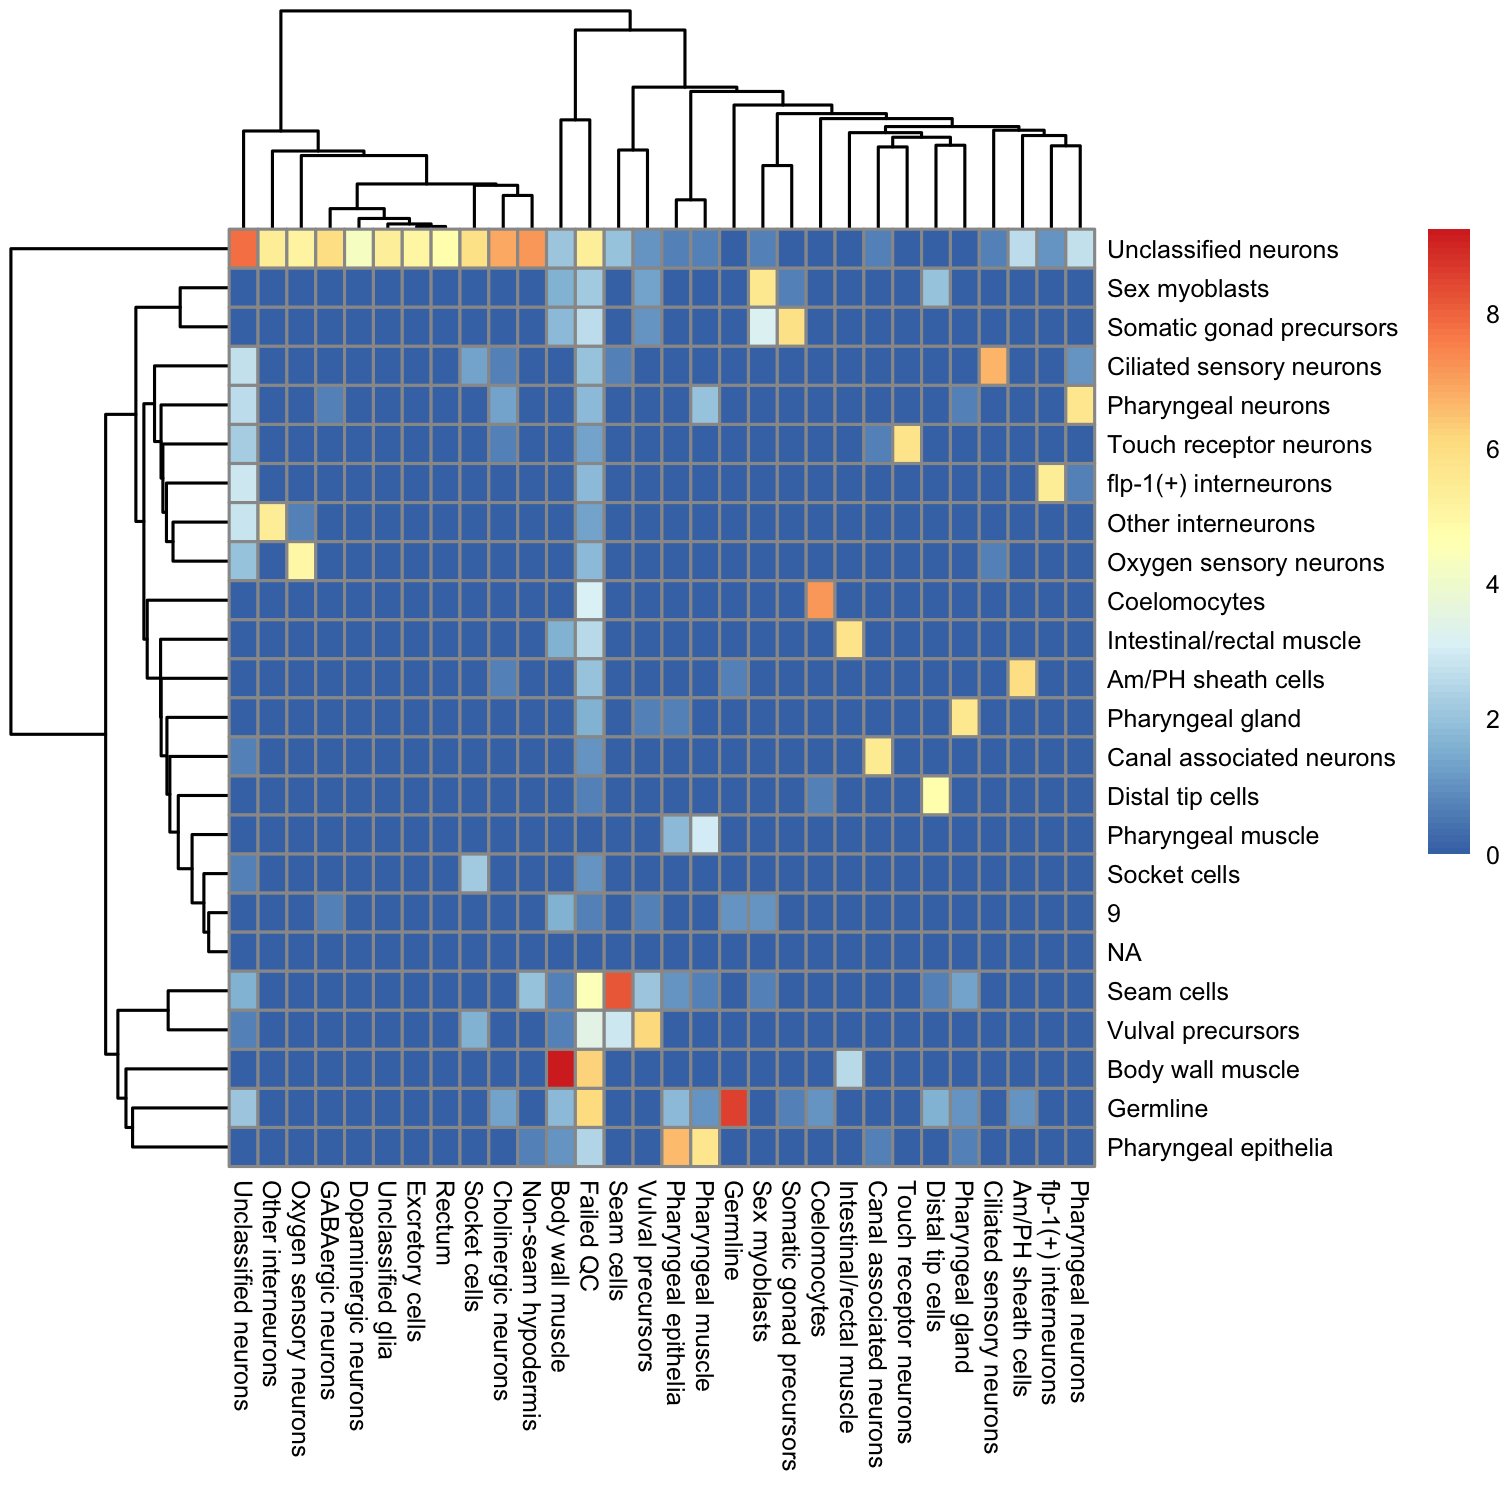 Unclassified neurons
Sex myoblasts
Somatic gonad precursors
Ciliated sensory neurons
Pharyngeal neurons
Touch receptor neurons
flp-1(+) interneurons
Other interneurons
Oxygen sensory neurons
Coelomocytes
Intestinal/rectal muscle
Am/PH sheath cells
Pharyngeal gland
Canal associated neurons
Distal tip cells
Pharyngeal muscle
Socket cells
9
NA
Seam cells
Vulval precursors
Body wall muscle
Germline
Pharyngeal epithelia
8
6
4
2
0
Unclassified neurons
Other interneurons
Oxygen sensory neurons
GABAergic neurons
Dopaminergic neurons
Unclassified glia
Excretory cells
Rectum
Socket cells
Cholinergic neurons
Non-seam hypodermis
Body wall muscle
Failed QC
Seam cells
Vulval precursors
Pharyngeal epithelia
Pharyngeal muscle
Germline
Sex myoblasts
Somatic gonad precursors
Coelomocytes
Intestinal/rectal muscle
Canal associated neurons
Touch receptor neurons
Distal tip cells
Pharyngeal gland
Ciliated sensory neurons
Am/PH sheath cells
flp-1(+) interneurons
Pharyngeal neurons